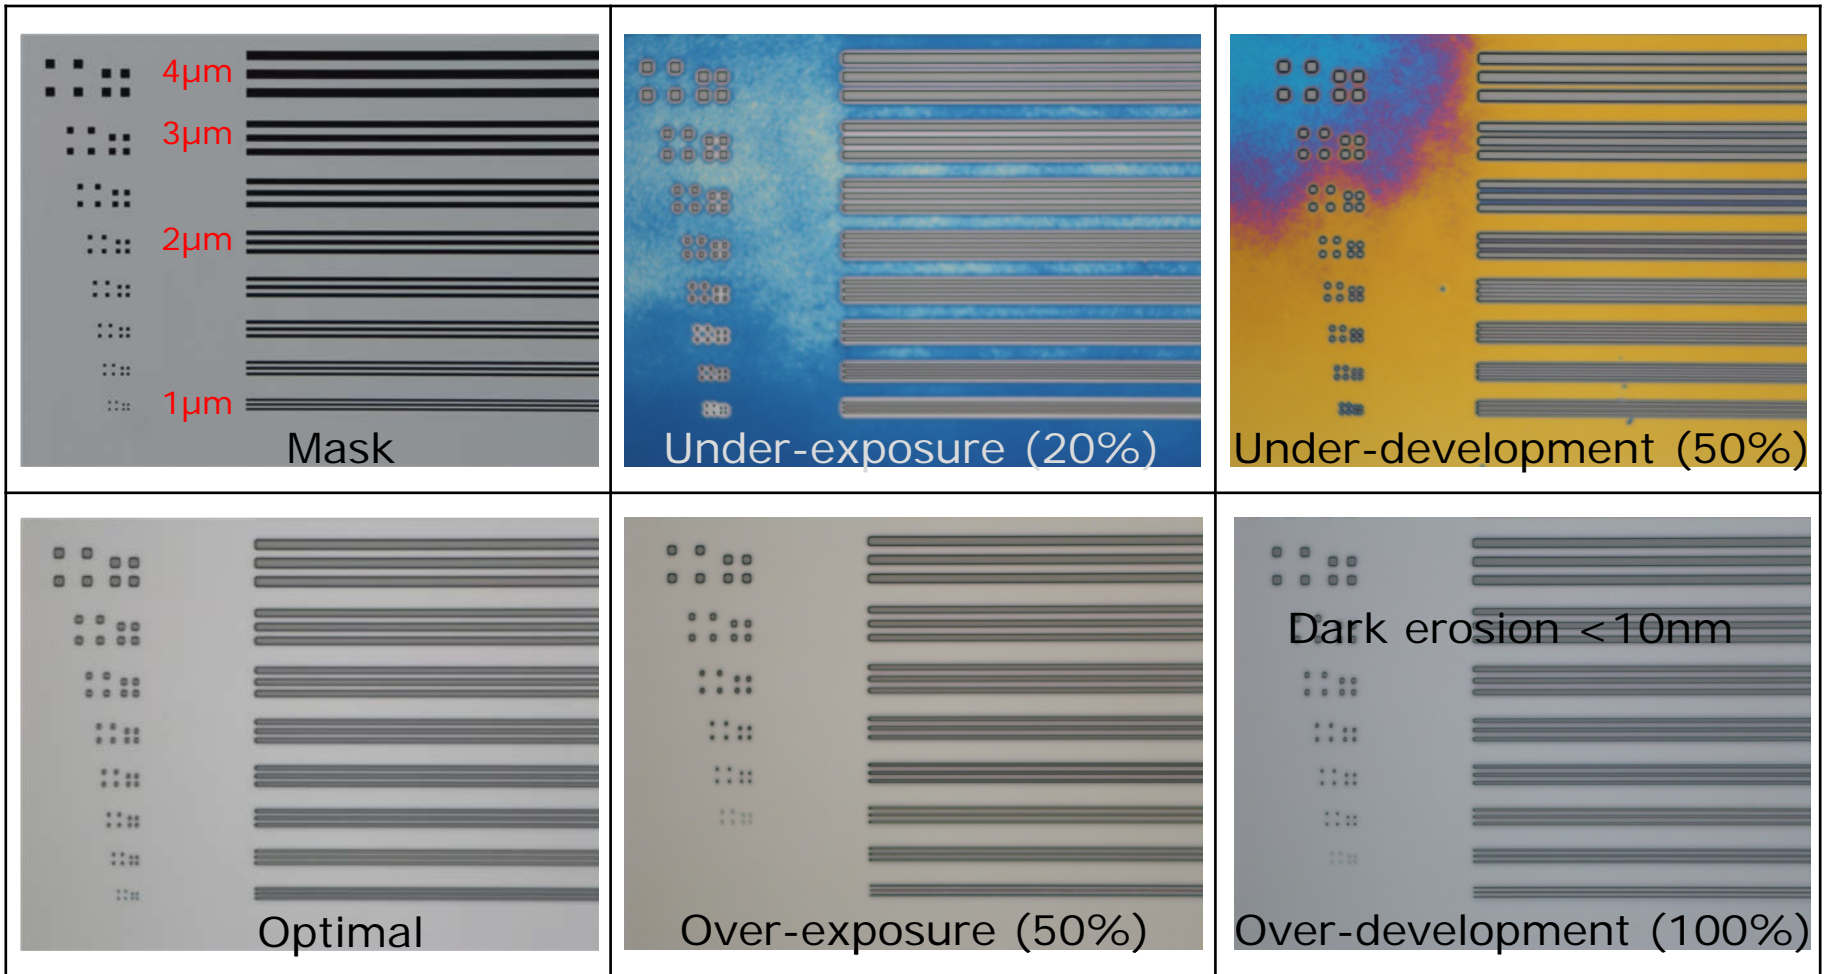 4µm
3µm
2µm
1µm
Mask
Under-exposure (20%)
Under-development (50%)
Optimal
Over-exposure (50%)
Dark erosion <10nm
Over-development (100%)